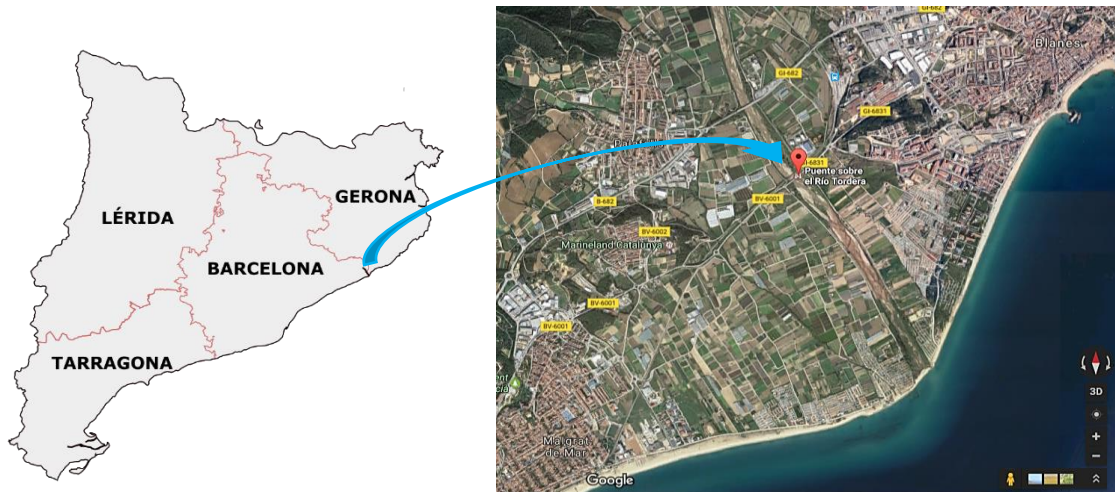 LÉRIDA
GERONA
BARCELONA
TARRAGONA
GI-682
Blanes
GI-682
GI-6831
I-6831
Puente sobre
el Río Tordera
BV-6001
B-682
BV-6002
Marineland Catalunya
BV-6001
BV-6001
Malgrat
de Mar
Google
3D